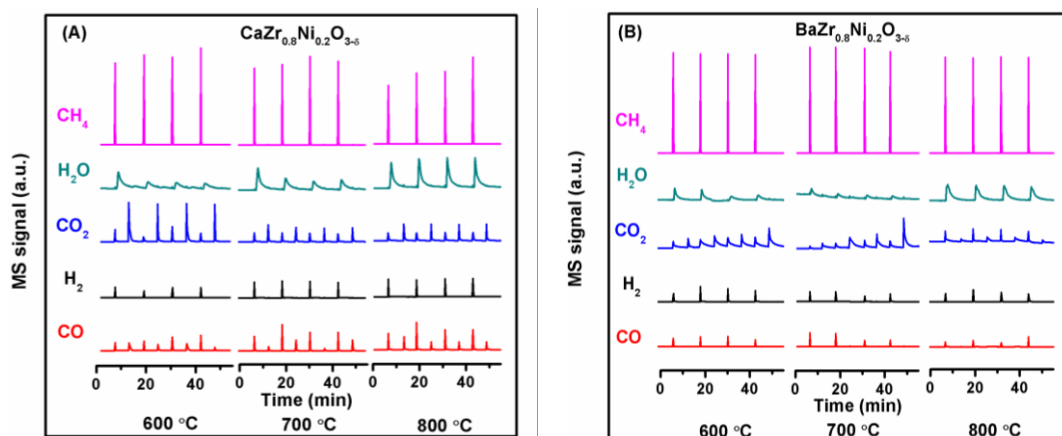 (A) CaZr0.8Ni0.2O3-δ
CH4
H2O
CO2
H2
CO
MS signal (a.u.)
0 20 40 0 20 40 0 20 40
Time (min)
600 °C 700 °C 800 °C
(B) BaZr0.8Ni0.2O3-δ
CH4
H2O
CO2
H2
CO
MS signal (a.u.)
0 20 40 0 20 40 0 20 40
Time (min)
600 °C 700 °C 800 °C